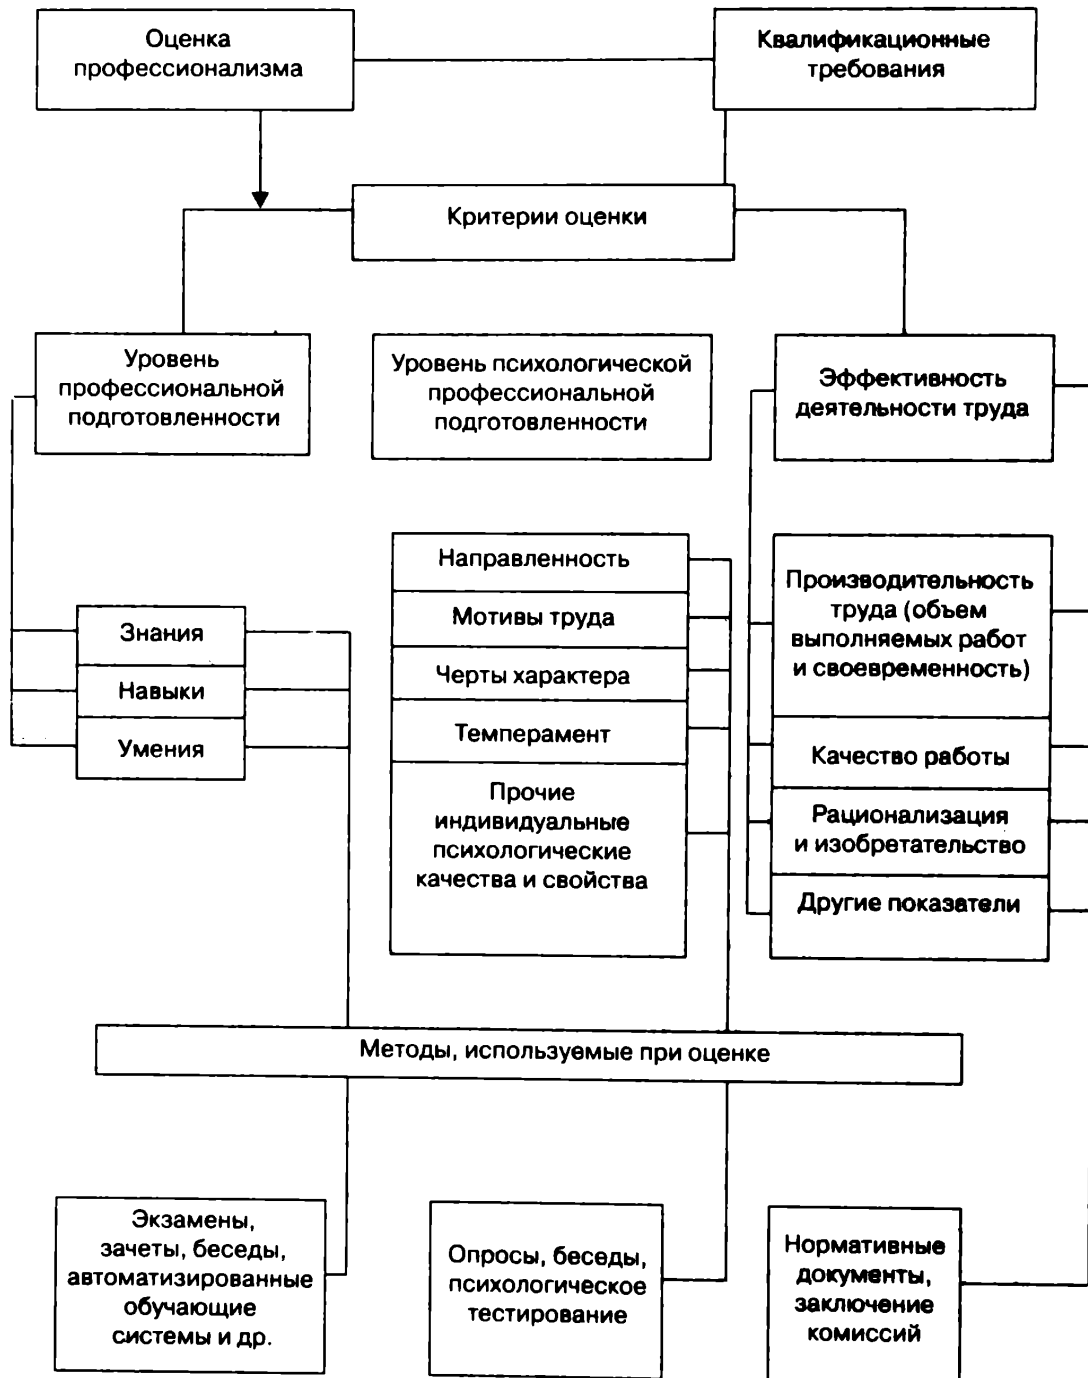 Оценка
профессионализма
Квалификационные
требования
Критерии оценки
Уровень
профессиональной
подготовленности
Уровень психологической
профессиональной
подготовленности
Эффективность
деятельности труда
Знания
Навыки
Умения
Направленность
Мотивы труда
Черты характера
Темперамент
Прочие
индивидуальные
психологические
качества и свойства
Производительность
труда (объем
выполняемых работ
и своевременность)
Качество работы
Рационализация
и изобретательство
Другие показатели
Методы, используемые при оценке
Экзамены,
зачеты, беседы,
автоматизированные
обучающие
системы и др.
Опросы, беседы,
психологическое
тестирование
Нормативные
документы,
заключение
комиссий